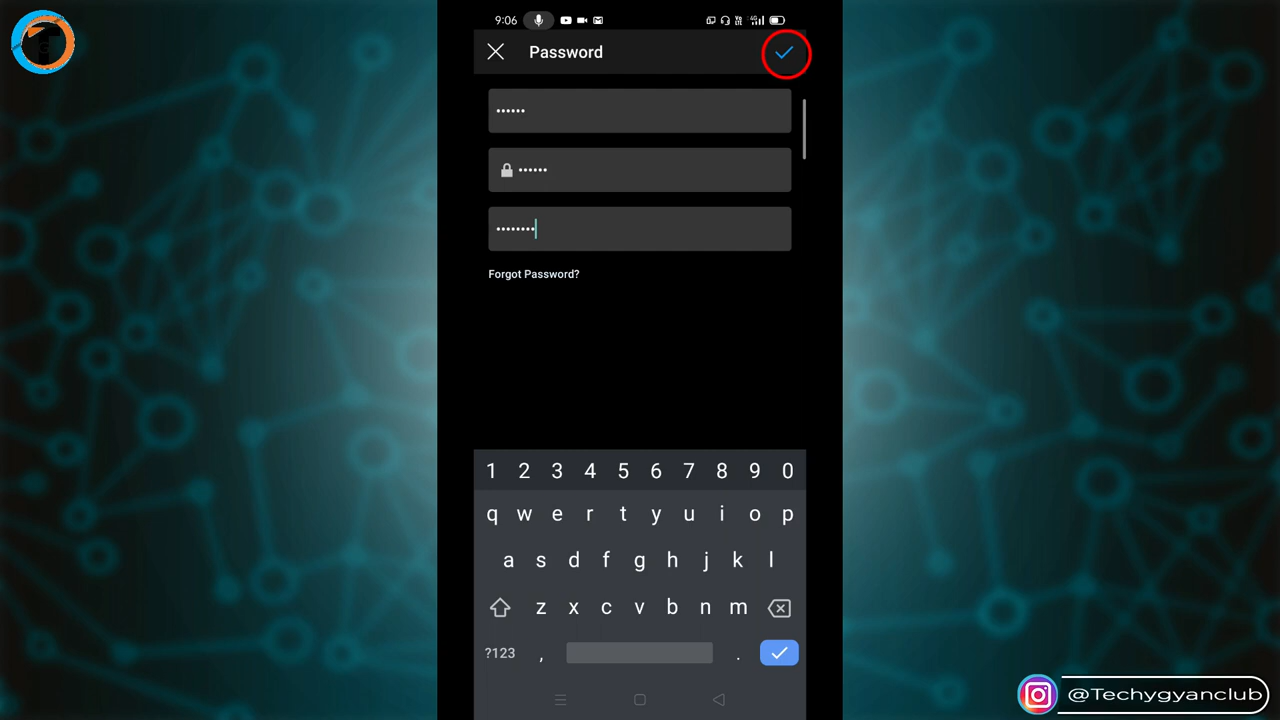 9:06
Password
••••••
••••••
••••••••
Forgot Password?
1 2 3 4 5 6 7 8 9 0
q w e r t y u i o p
a s d f g h j k l
z x c v b n m
?123 , .
@Techygyanclub